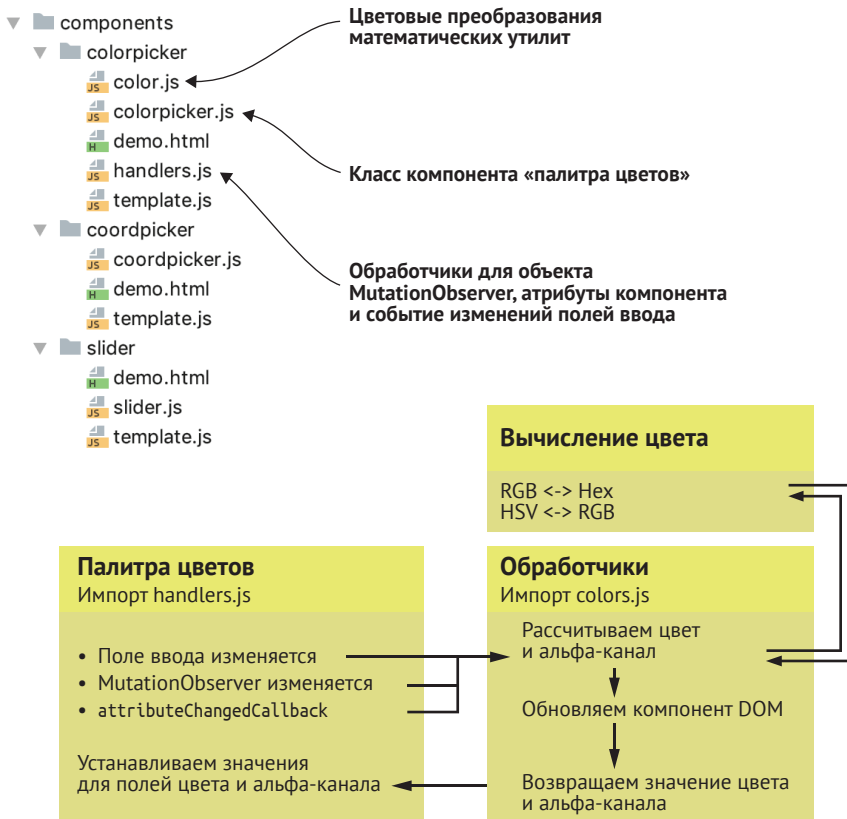 components
colorpicker
color.js
colorpicker.js
demo.html
handlers.js
template.js
coordpicker
coordpicker.js
demo.html
template.js
slider
demo.html
slider.js
template.js
Цветовые преобразования
математических утилит
Класс компонента «палитра цветов»
Обработчики для объекта
MutationObserver, атрибуты компонента
и событие изменений полей ввода
Вычисление цвета
RGB <-> Hex
HSV <-> RGB
Палитра цветов
Импорт handlers.js
• Поле ввода изменяется
• MutationObserver изменяется
• attributeChangedCallback
Устанавливаем значения
для полей цвета и альфа-канала
Обработчики
Импорт colors.js
Рассчитываем цвет
и альфа-канал
Обновляем компонент DOM
Возвращаем значение цвета
и альфа-канала